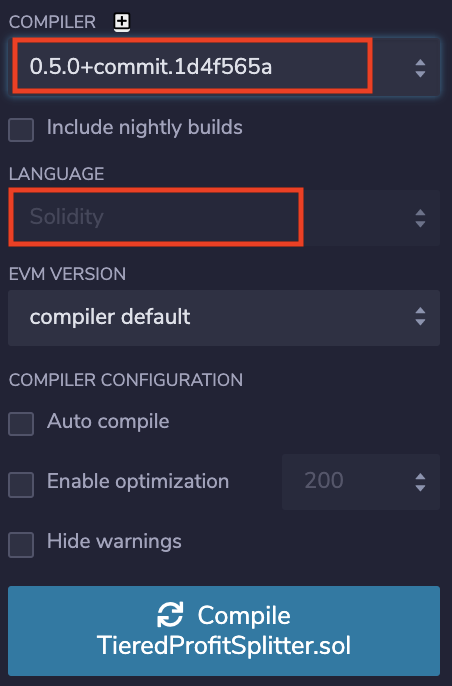 COMPILER
0.5.0+commit.1d4f565a
Include nightly builds
LANGUAGE
Solidity
EVM VERSION
compiler default
COMPILER CONFIGURATION
Auto compile
Enable optimization 200
Hide warnings
Compile
TieredProfitSplitter.sol